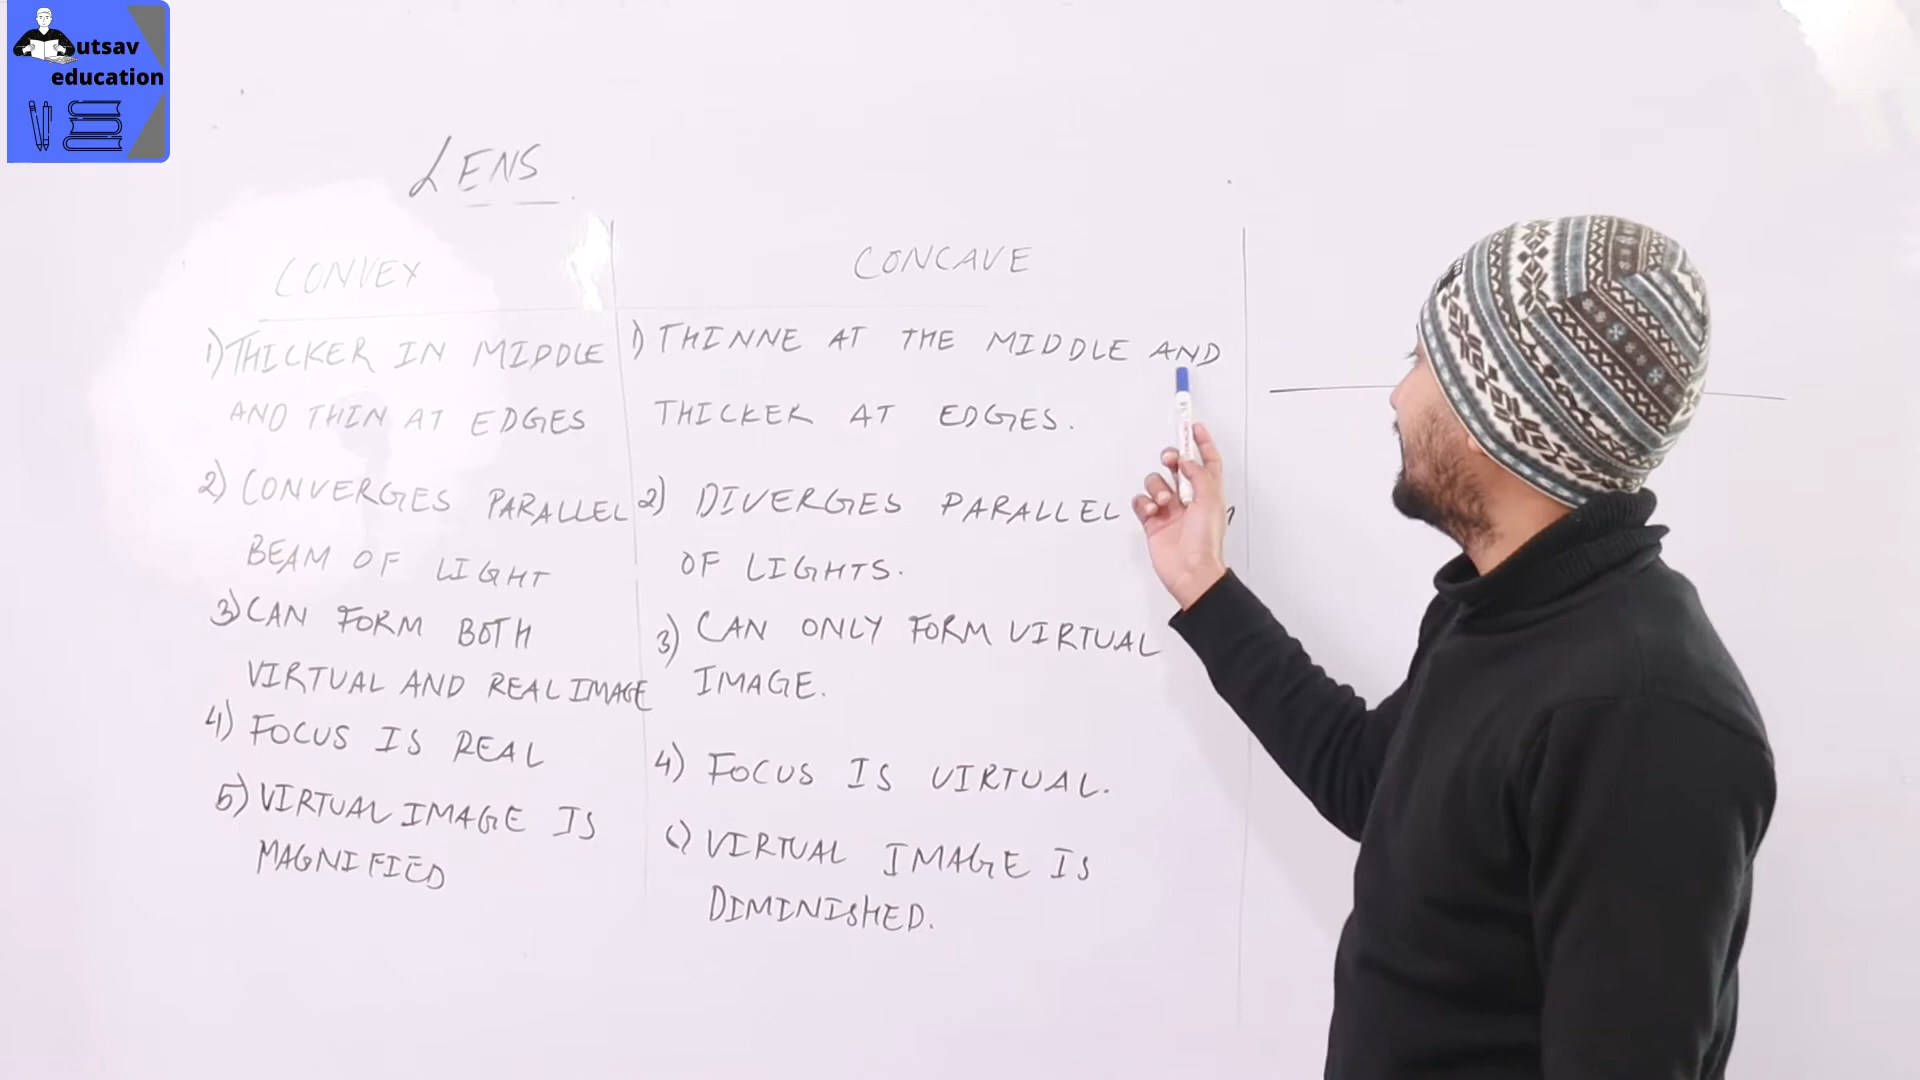 utsav
education
LENS
CONVEX
1) THICKER IN MIDDLE
AND THIN AT EDGES
2) CONVERGES PARALLEL
BEAM OF LIGHT
3) CAN FORM BOTH
VIRTUAL AND REAL IMAGE
4) FOCUS IS REAL
5) VIRTUAL IMAGE IS
MAGNIFIED
CONCAVE
1) THINNE AT THE MIDDLE AND
THICKER AT EDGES.
2) DIVERGES PARALLEL
OF LIGHTS.
3) CAN ONLY FORM VIRTUAL
IMAGE.
4) FOCUS IS VIRTUAL.
VIRTUAL IMAGE IS
DIMINISHED.